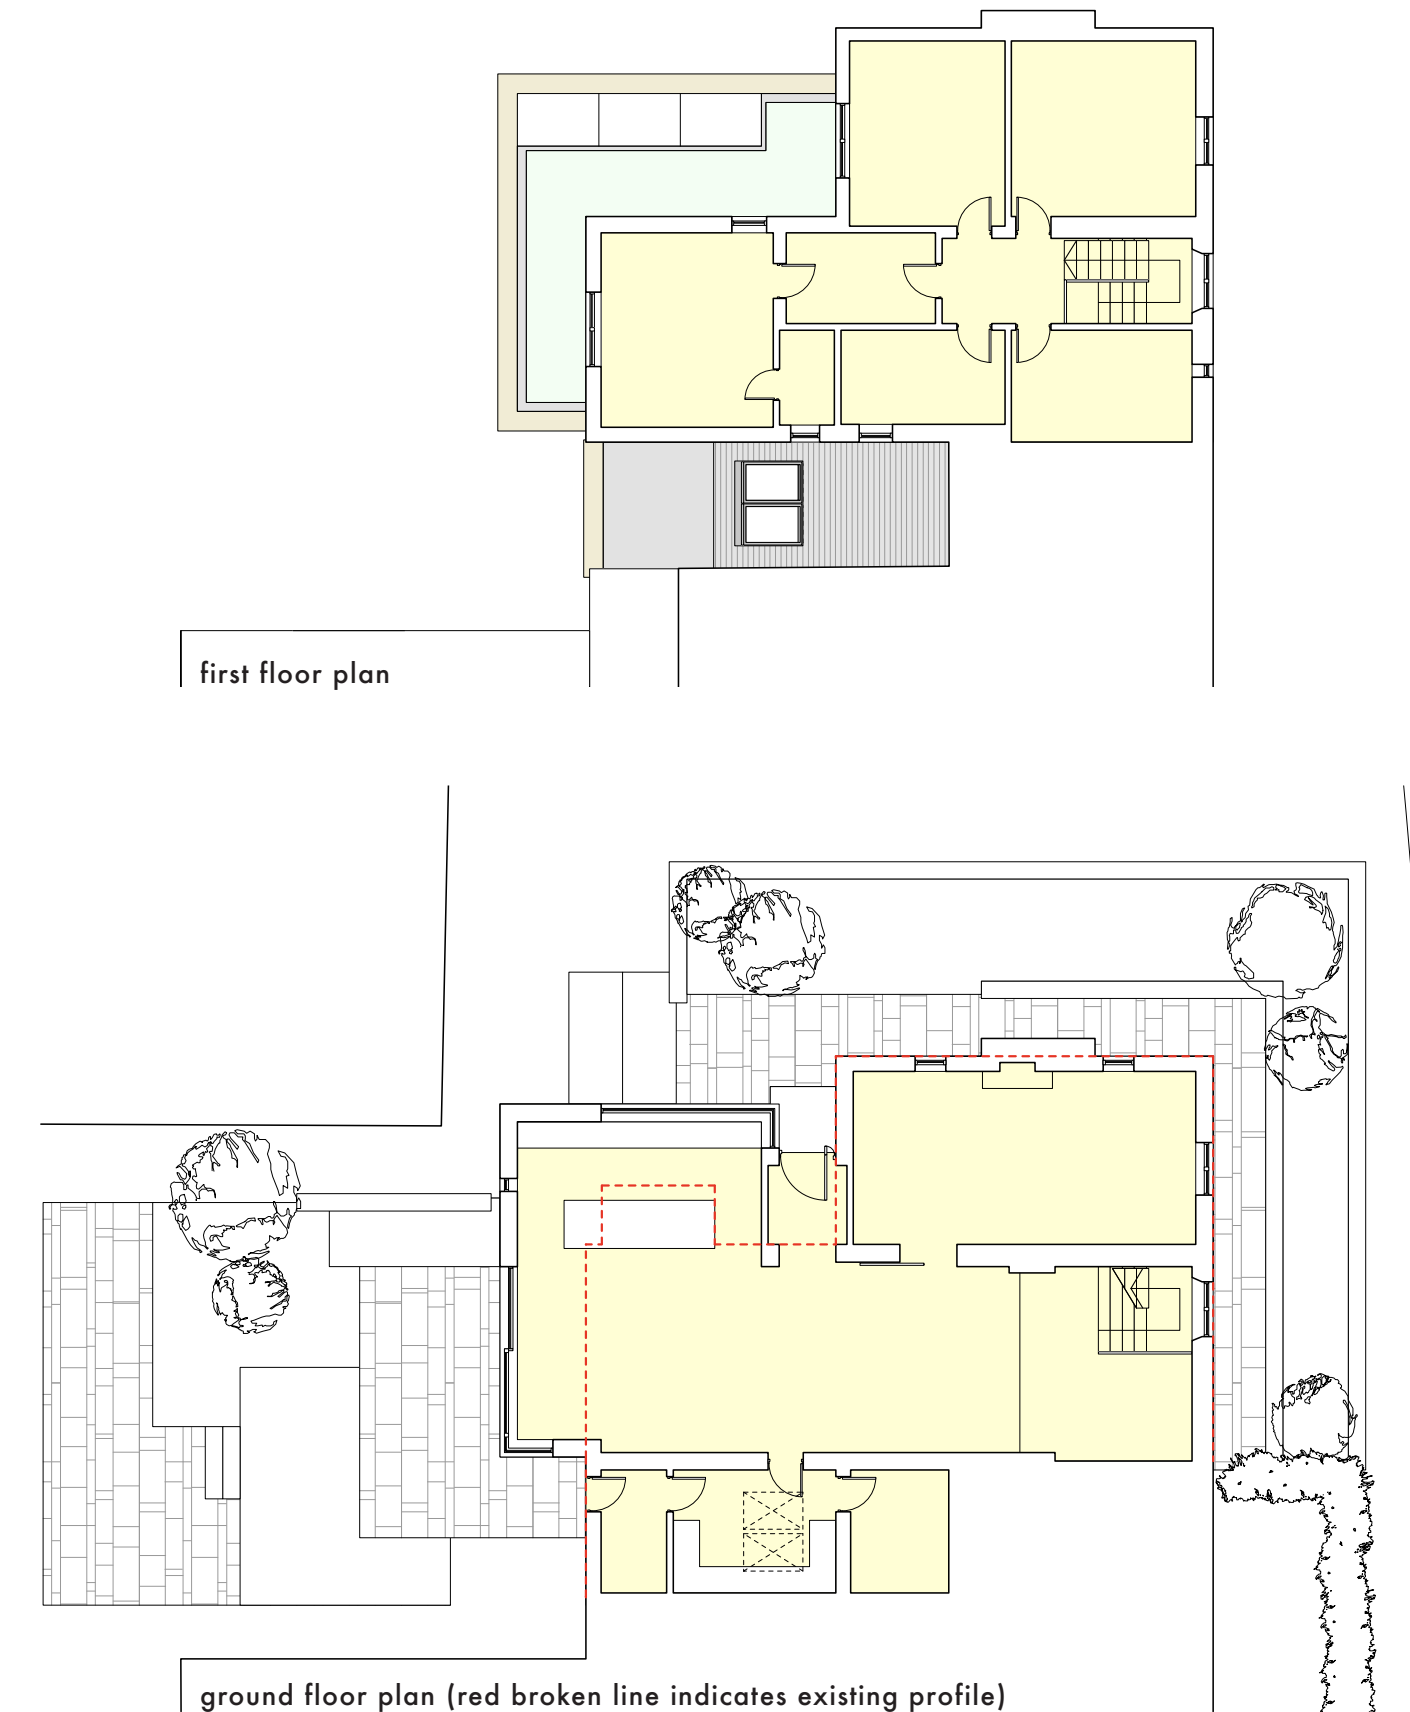 first floor plan
ground floor plan (red broken line indicates existing profile)